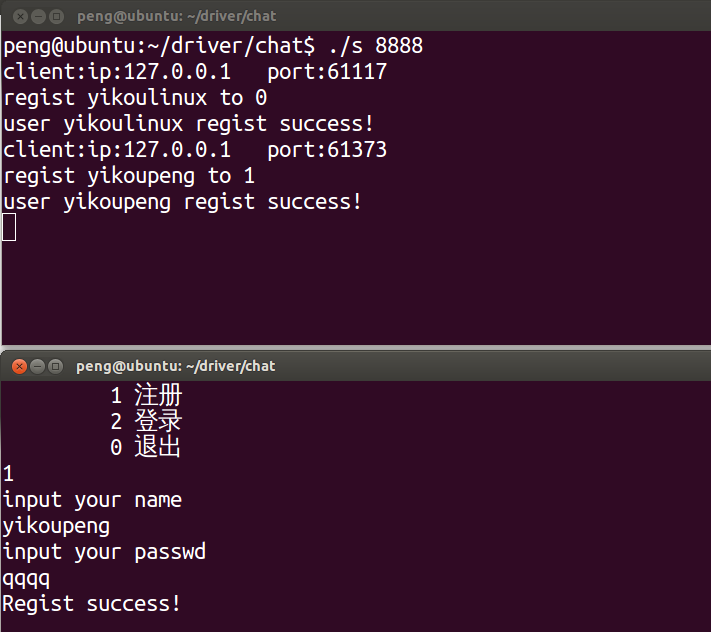 peng@ubuntu: ~/driver/chat
peng@ubuntu:~/driver/chat$ ./s 8888
client:ip:127.0.0.1   port:61117
regist yikoulinux to 0
user yikoulinux regist success!
client:ip:127.0.0.1   port:61373
regist yikoupeng to 1
user yikoupeng regist success!
peng@ubuntu: ~/driver/chat
1 注册
2 登录
0 退出
1
input your name
yikoupeng
input your passwd
qqqq
Regist success!